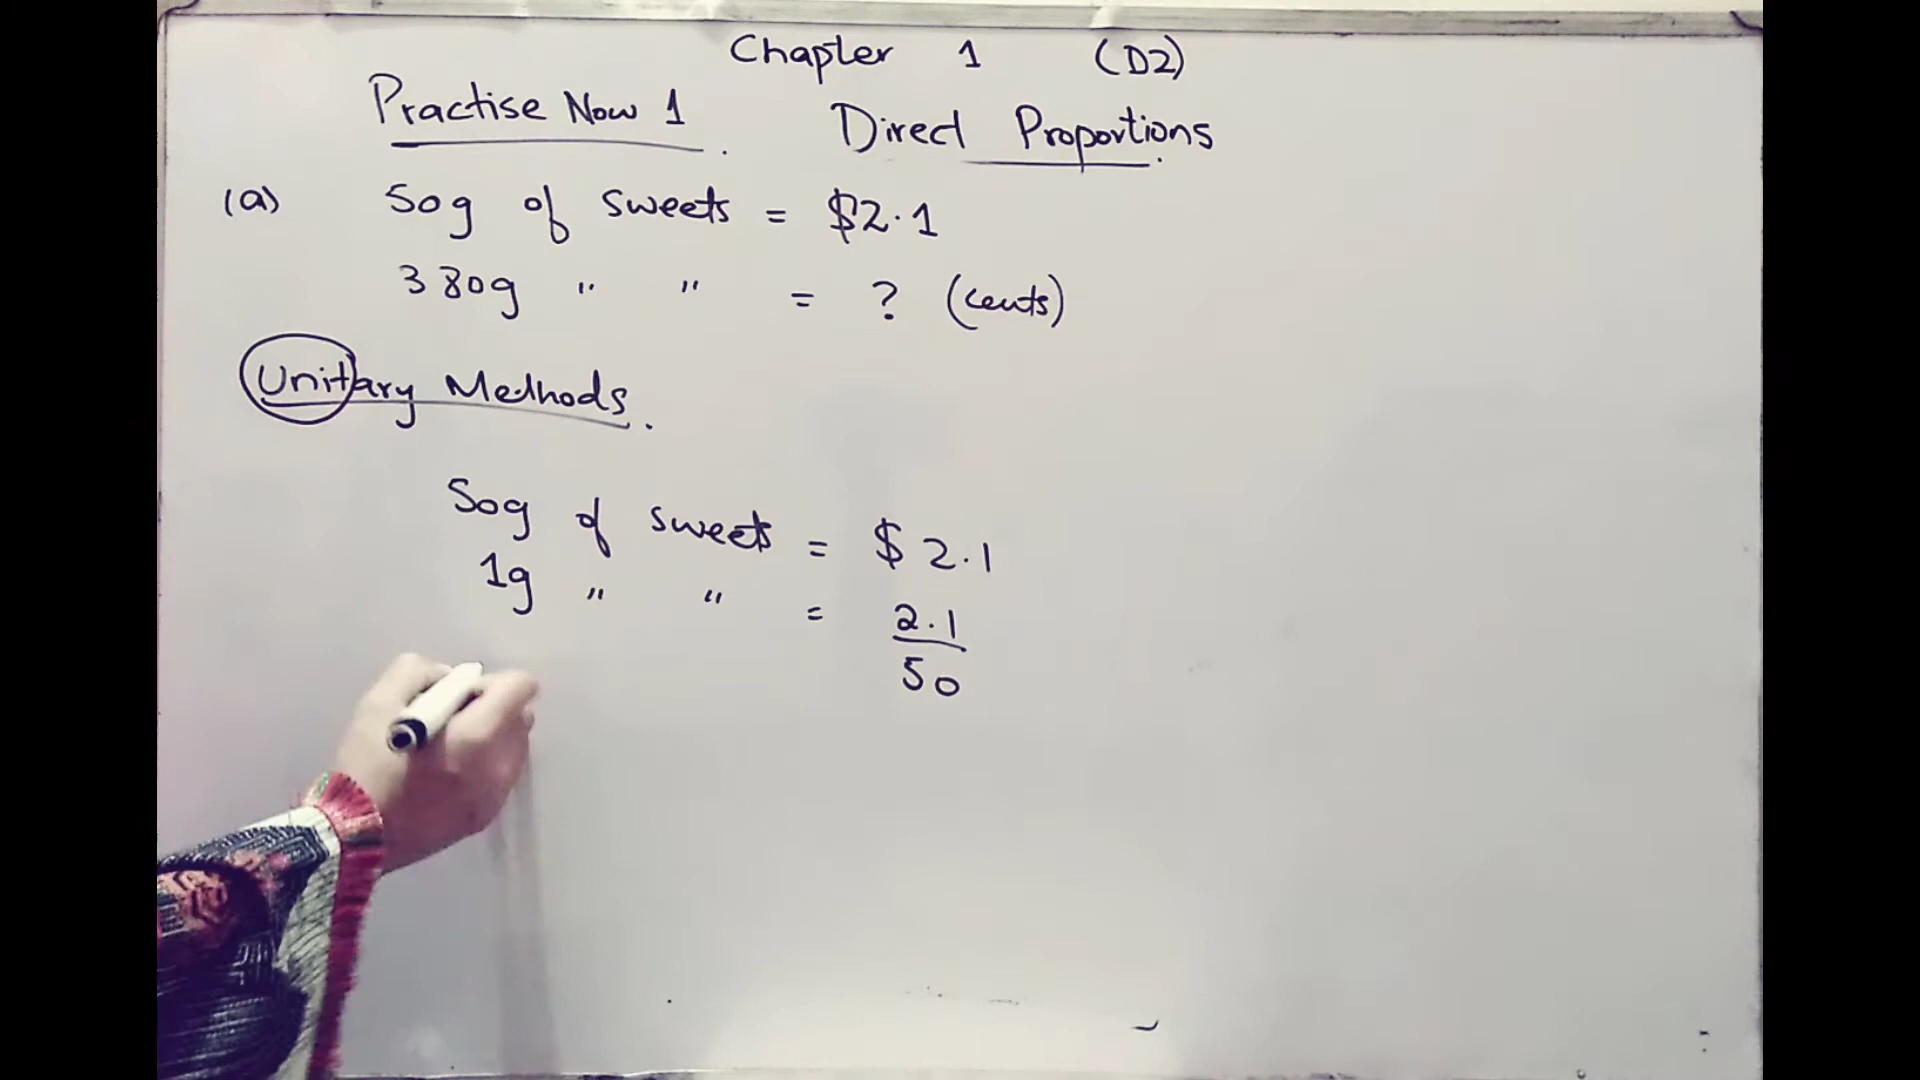 Chapter 1 (D2)
Practise Now 1. Direct Proportions
(a) 50g of sweets = $2.1
380g " " = ? (cents)
Unitary Methods.
50g of sweets = $2.1
1g " " = 2.1
50